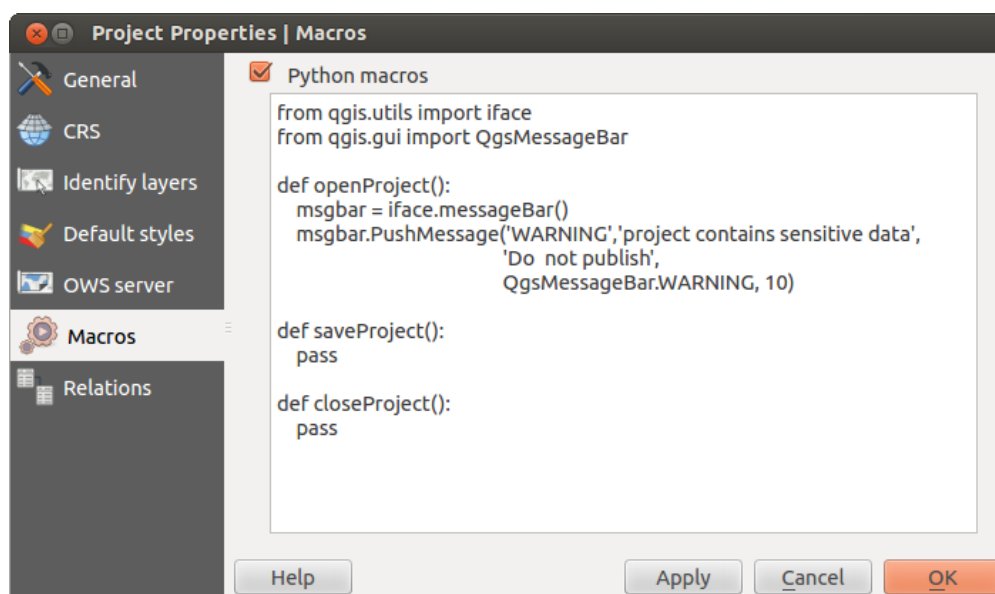 Project Properties | Macros
General
CRS
Identify layers
Default styles
OWS server
Macros
Relations
Python macros
from qgis.utils import iface
from qgis.gui import QgsMessageBar

def openProject():
  msgbar = iface.messageBar()
  msgbar.PushMessage('WARNING','project contains sensitive data',
                     'Do  not publish',
                     QgsMessageBar.WARNING, 10)

def saveProject():
  pass

def closeProject():
  pass
Help
Apply
Cancel
OK